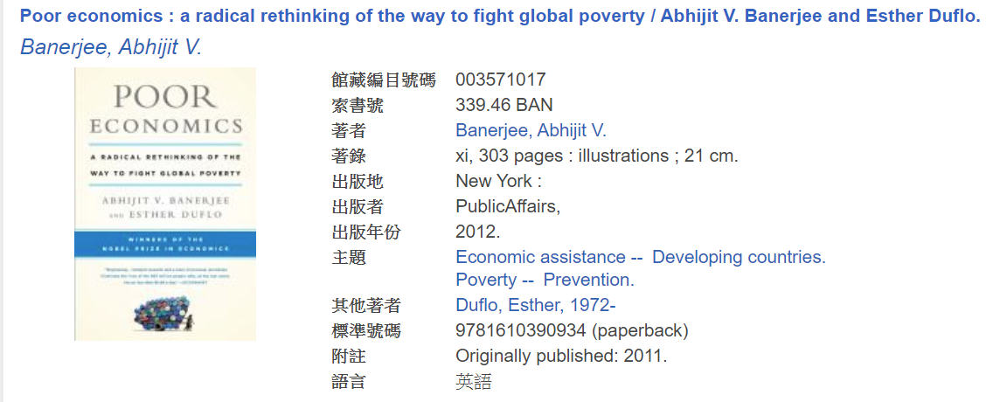 Poor economics : a radical rethinking of the way to fight global poverty / Abhijit V. Banerjee and Esther Duflo.
Banerjee, Abhijit V.
POOR
ECONOMICS
A RADICAL RETHINKING OF THE
WAY TO FIGHT GLOBAL POVERTY
ABHIJIT V. BANERJEE
AND ESTHER DUFLO
WINNERS OF THE
NOBEL PRIZE IN ECONOMICS
館藏編目號碼 003571017
索書號 339.46 BAN
著者 Banerjee, Abhijit V.
著錄 xi, 303 pages : illustrations ; 21 cm.
出版地 New York :
出版者 PublicAffairs,
出版年份 2012.
主題 Economic assistance -- Developing countries.
Poverty -- Prevention.
其他著者 Duflo, Esther, 1972-
標準號碼 9781610390934 (paperback)
附註 Originally published: 2011.
語言 英語